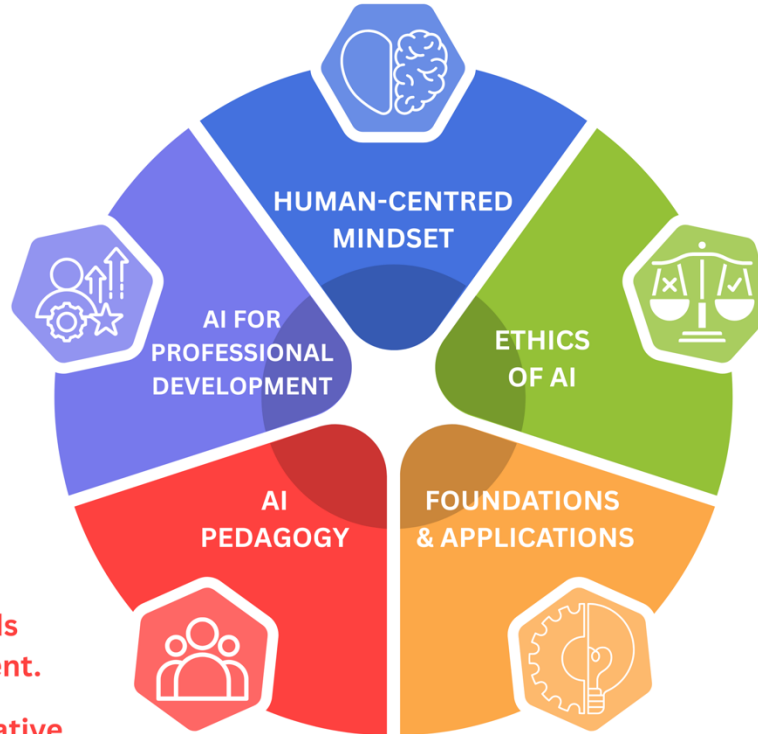 HUMAN-CENTRED
MINDSET
ETHICS
OF AI
AI FOR
PROFESSIONAL
DEVELOPMENT
AI
PEDAGOGY
FOUNDATIONS
& APPLICATIONS